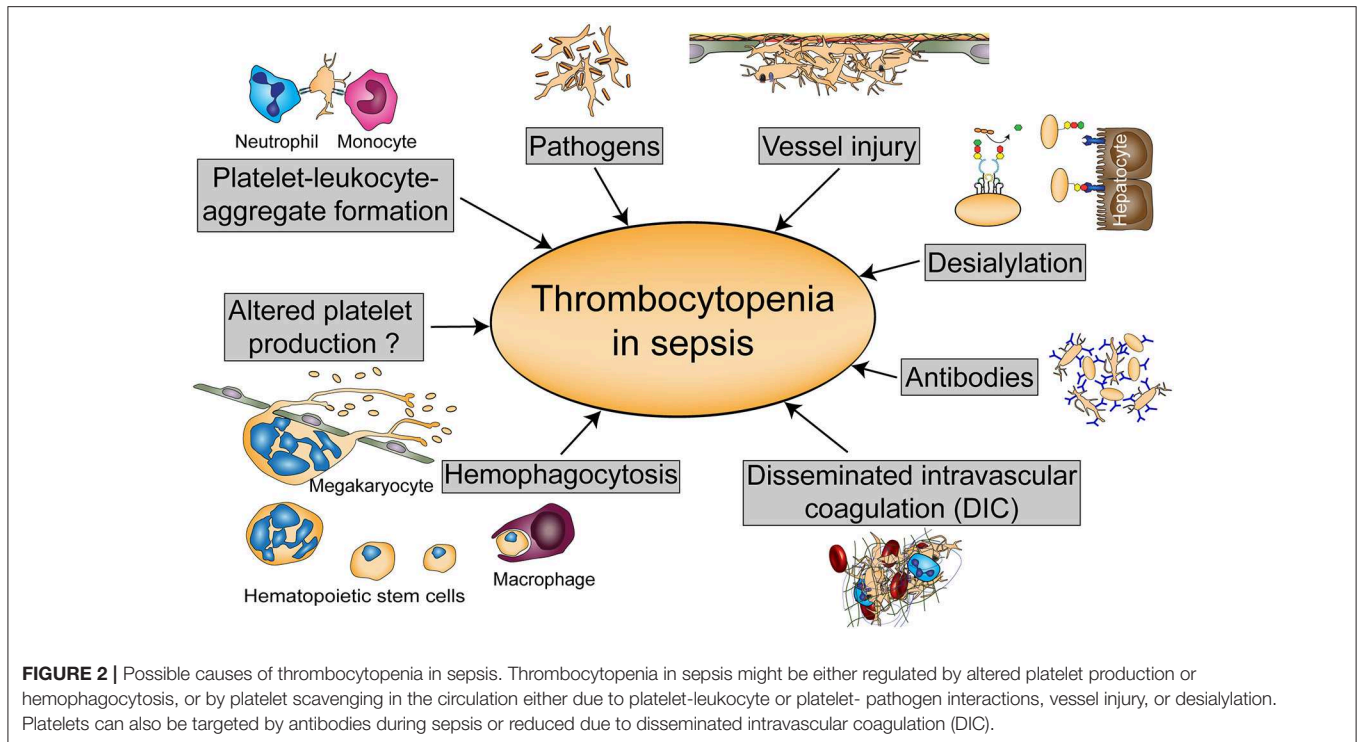 Neutrophil Monocyte
Platelet-leukocyte-
aggregate formation
Pathogens
Vessel injury
Hepatocyte
Desialylation
Thrombocytopenia
in sepsis
Altered platelet
production ?
Antibodies
Megakaryocyte
Hemophagocytosis
Disseminated intravascular
coagulation (DIC)
Macrophage
Hematopoietic stem cells
FIGURE 2 | Possible causes of thrombocytopenia in sepsis. Thrombocytopenia in sepsis might be either regulated by altered platelet production or
hemophagocytosis, or by platelet scavenging in the circulation either due to platelet-leukocyte or platelet- pathogen interactions, vessel injury, or desialylation.
Platelets can also be targeted by antibodies during sepsis or reduced due to disseminated intravascular coagulation (DIC).